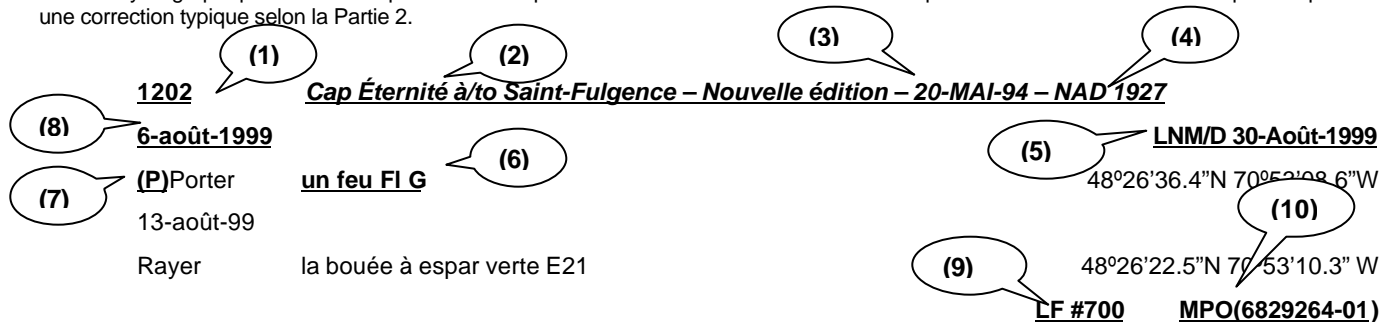 une correction typique selon la Partie 2.
(1) (2) (3) (4)
1202 Cap Éternité à/to Saint-Fulgence – Nouvelle édition – 20-MAI-94 – NAD 1927
(8) 6-août-1999 (5) LNM/D 30-Août-1999
(7) (P)Porter un feu Fl G (6) 48º26’36.4”N
13-août-99 (10)
Rayer la bouée à espar verte E21 (9) 48º26’22.5”N 70º53’10.3” W
LF #700 MPO(6829264-01)